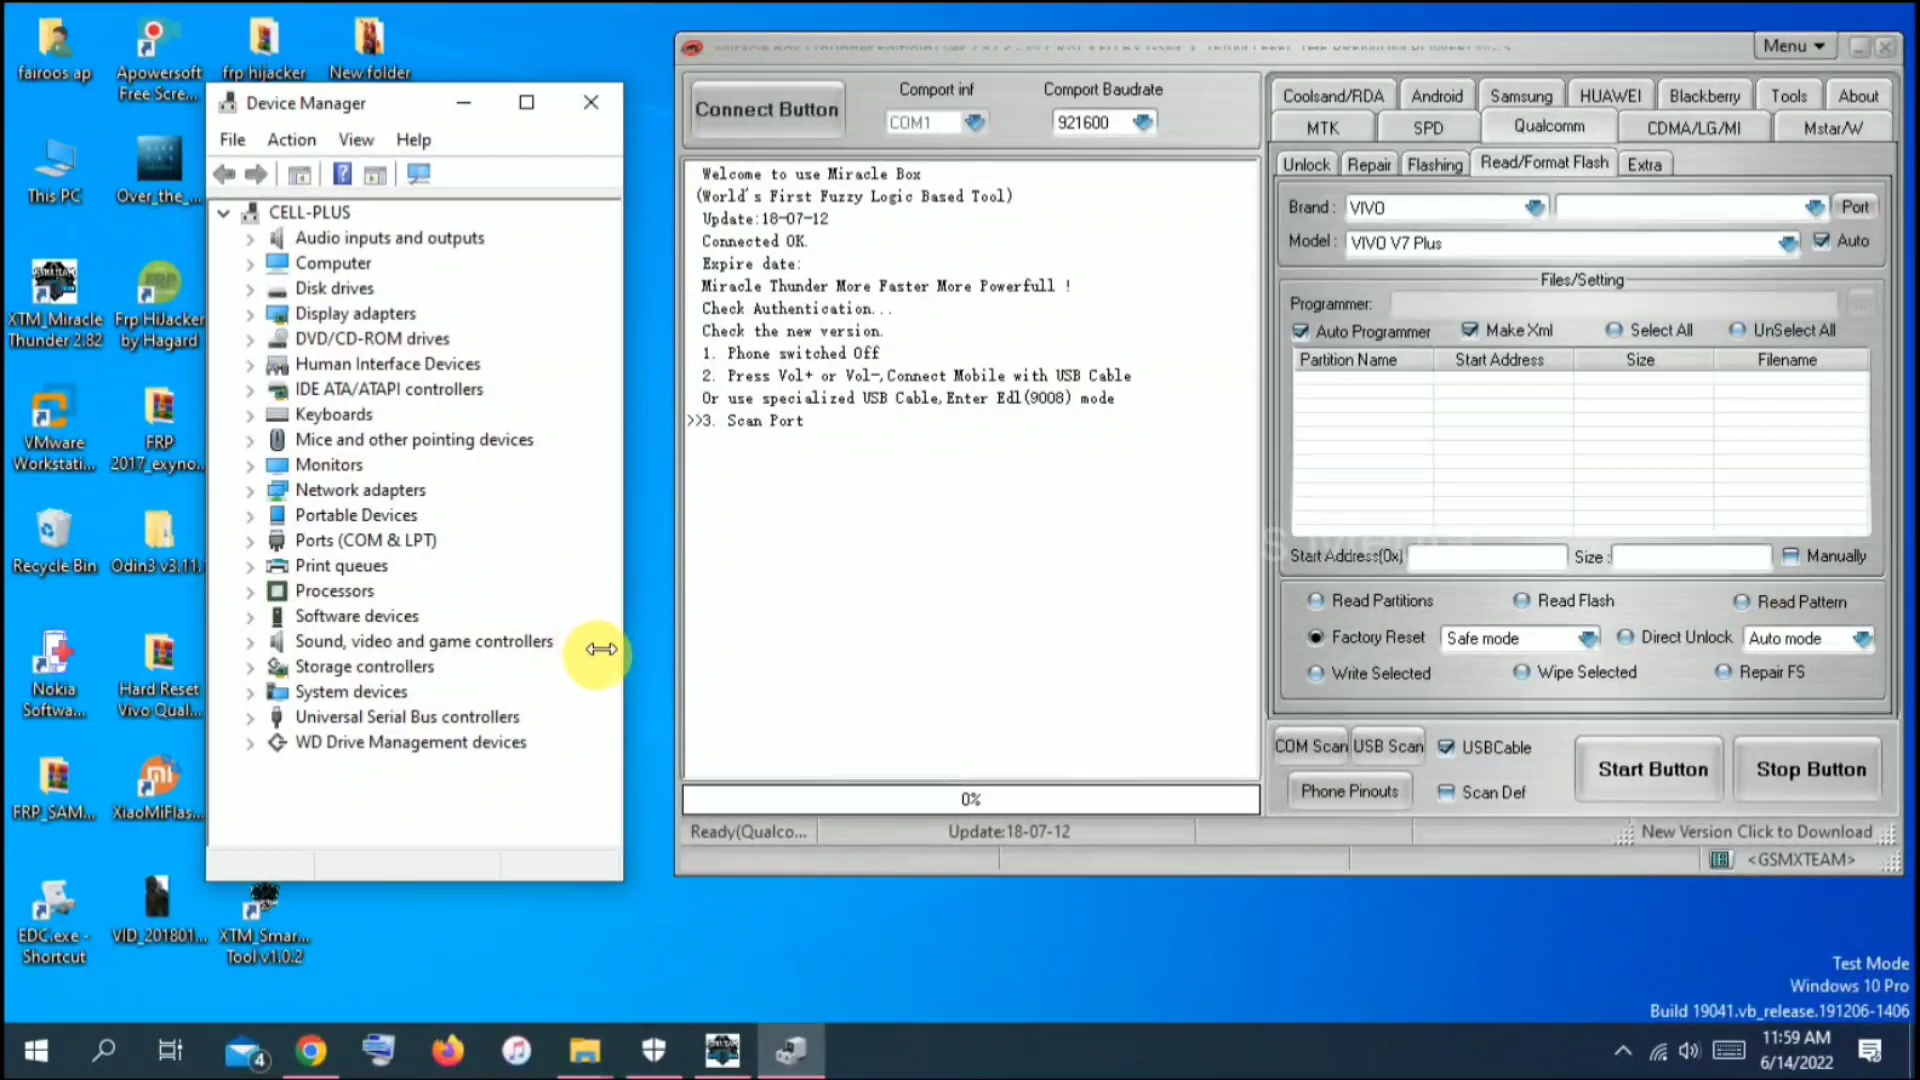 fairoos ap
Apowersoft
Free Scre...
frp hijacker
New folder
This PC
Over_the_...
XTM_Miracle
Thunder 2.82
Frp HiJacker
by Hagard
VMware
Workstati...
FRP
2017_exyno...
Recycle Bin
Odin3 v3.11.
Nokia
Softwa...
Hard Reset
Vivo Qual...
FRP_SAM...
XiaoMiFlas...
EDC.exe -
Shortcut
VID_201801...
XTM_Smar...
Tool v1.0.2
Device Manager
File Action View Help
CELL-PLUS
Audio inputs and outputs
Computer
Disk drives
Display adapters
DVD/CD-ROM drives
Human Interface Devices
IDE ATA/ATAPI controllers
Keyboards
Mice and other pointing devices
Monitors
Network adapters
Portable Devices
Ports (COM & LPT)
Print queues
Processors
Software devices
Sound, video and game controllers
Storage controllers
System devices
Universal Serial Bus controllers
WD Drive Management devices
Menu
Connect Button
Comport inf
COM1
Comport Baudrate
921600
Welcome to use Miracle Box
(World's First Fuzzy Logic Based Tool)
Update:18-07-12
Connected OK.
Expire date:
Miracle Thunder More Faster More Powerfull !
Check Authentication...
Check the new version.
1. Phone switched Off
2. Press Vol+ or Vol-,Connect Mobile with USB Cable
Or use specialized USB Cable,Enter Edl(9008) mode
>>3. Scan Port
0%
Ready(Qualco... Update:18-07-12
Coolsand/RDA Android Samsung HUAWEI Blackberry Tools About
MTK SPD Qualcomm CDMA/LG/MI Mstar/W
Unlock Repair Flashing Read/Format Flash Extra
Brand : VIVO Port
Model : VIVO V7 Plus Auto
Files/Setting
Programmer:
Auto Programmer Make Xml Select All UnSelect All
Partition Name Start Address Size Filename
Start Address(0x) Size : Manually
Read Partitions Read Flash Read Pattern
Factory Reset Safe mode Direct Unlock Auto mode
Write Selected Wipe Selected Repair FS
COM Scan USB Scan USBCable
Phone Pinouts Scan Def
Start Button Stop Button
New Version Click to Download
<GSMXTEAM>
Test Mode
Windows 10 Pro
Build 19041.vb_release.191206-1406
4
11:59 AM
6/14/2022